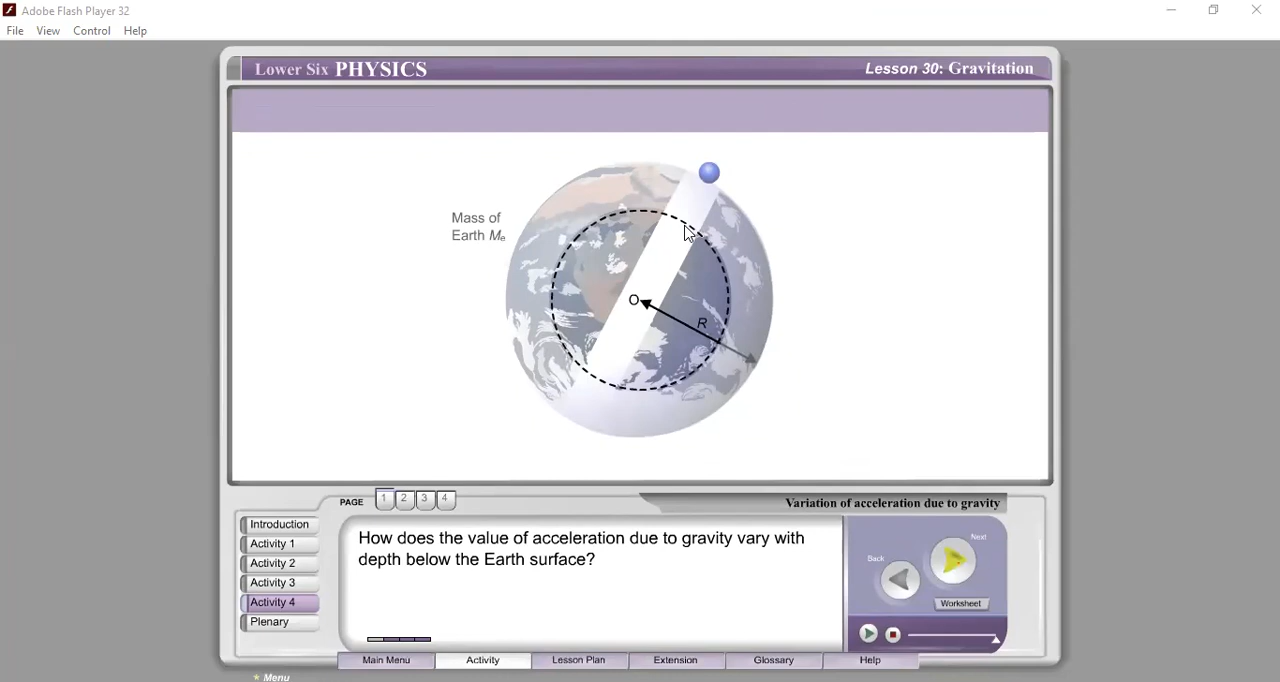 Adobe Flash Player 32
File View Control Help
Lower Six PHYSICS
Lesson 30: Gravitation
Mass of
Earth Me
O
R
PAGE 1 2 3 4
Variation of acceleration due to gravity
Introduction
Activity 1
Activity 2
Activity 3
Activity 4
Plenary
How does the value of acceleration due to gravity vary with
depth below the Earth surface?
Next
Back
Worksheet
Main Menu Activity Lesson Plan Extension Glossary Help
Menu